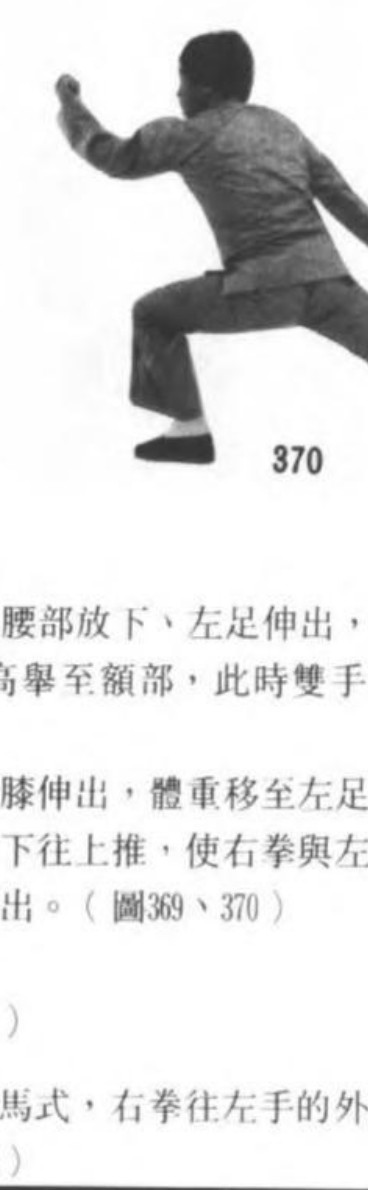 370
腰部放下、左足伸出，
高舉至額部，此時雙手
膝伸出，體重移至左足
下往上推，使右拳與左
出。（圖369、370）
）
馬式，右拳往左手的外
）